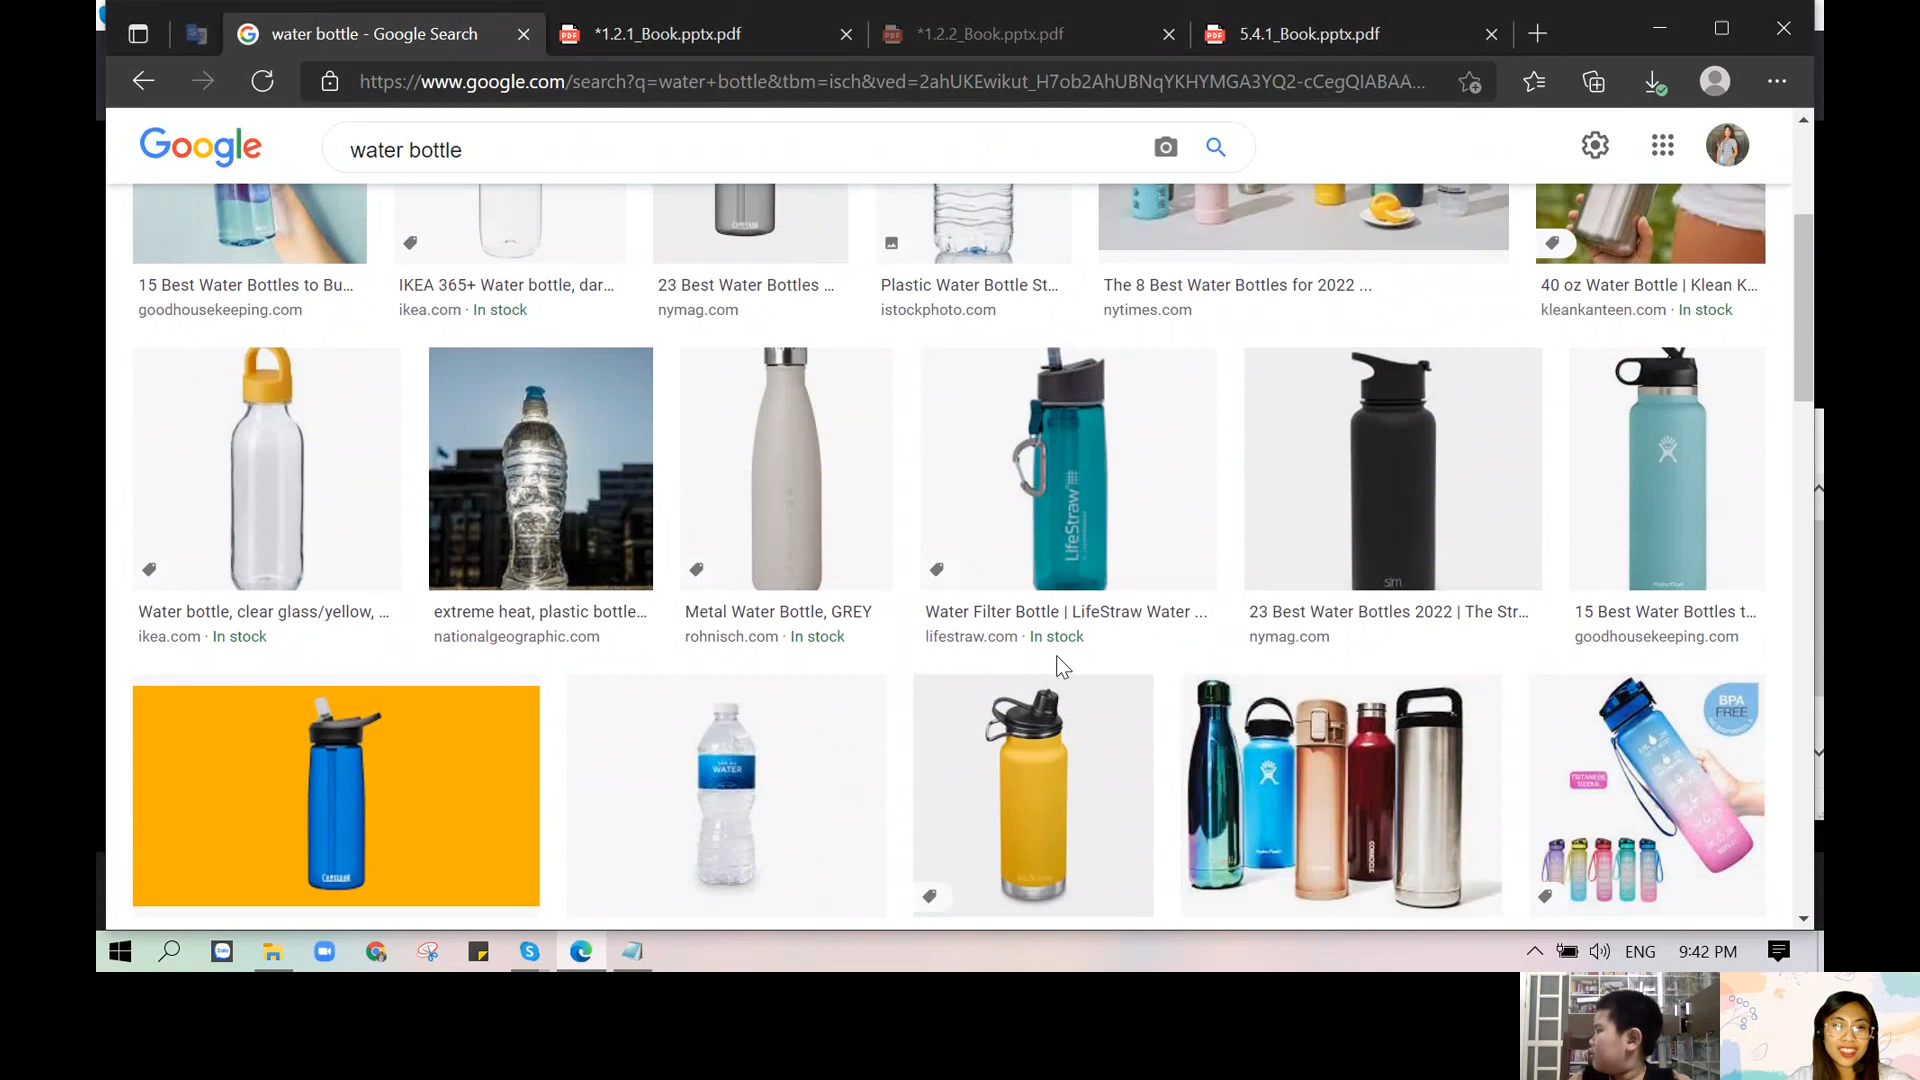 water bottle - Google Search
*1.2.1_Book.pptx.pdf
*1.2.2_Book.pptx.pdf
5.4.1_Book.pptx.pdf
https://www.google.com/search?q=water+bottle&tbm=isch&ved=2ahUKEwikut_H7ob2AhUBNqYKHYMGA3YQ2-cCegQIABAA...
Google
water bottle
CAMELBAK
15 Best Water Bottles to Bu...
goodhousekeeping.com
IKEA 365+ Water bottle, dar...
ikea.com · In stock
23 Best Water Bottles ...
nymag.com
Plastic Water Bottle St...
istockphoto.com
The 8 Best Water Bottles for 2022 ...
nytimes.com
40 oz Water Bottle | Klean K...
kleankanteen.com · In stock
LifeStraw
sim
Hydro Flask
Water bottle, clear glass/yellow, ...
ikea.com · In stock
extreme heat, plastic bottle...
nationalgeographic.com
Metal Water Bottle, GREY
rohnisch.com · In stock
Water Filter Bottle | LifeStraw Water ...
lifestraw.com · In stock
23 Best Water Bottles 2022 | The Str...
nymag.com
15 Best Water Bottles t...
goodhousekeeping.com
CAMELBAK
WATER
CORKCICLE
BPA
FREE
ENG
9:42 PM